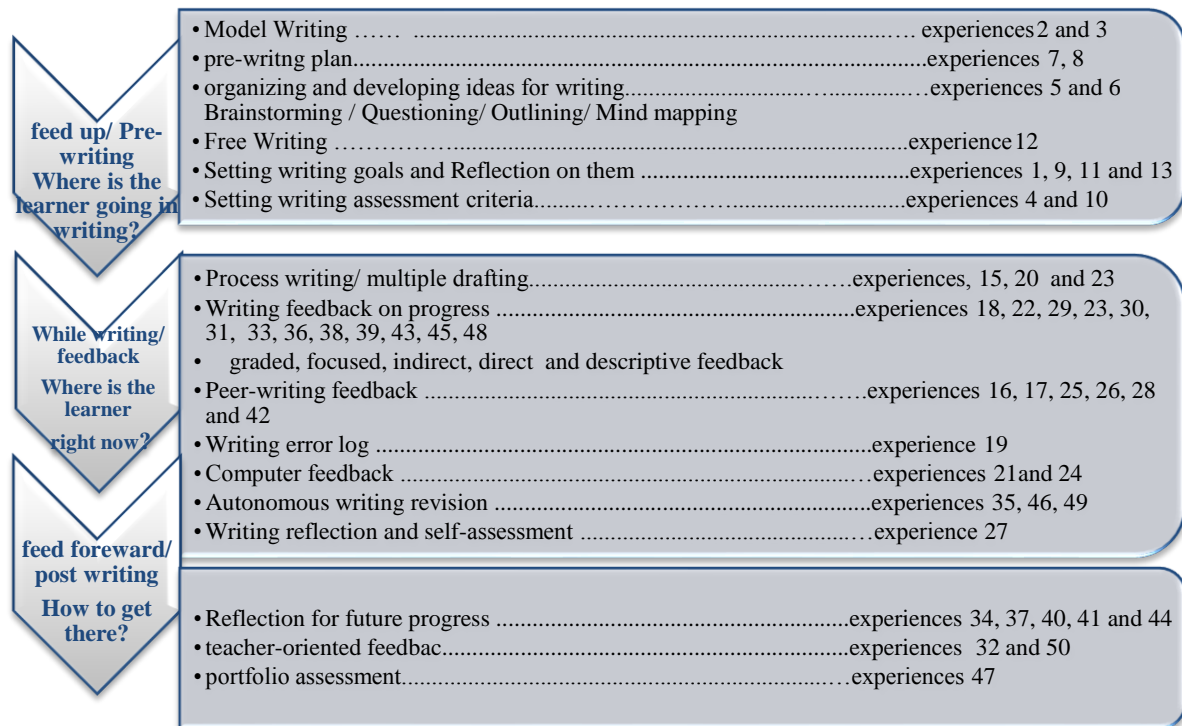 • Model Writing …… ..................................................................…. experiences 2 and 3
• pre-writng plan.....................................................................................experiences 7, 8
• organizing and developing ideas for writing...........................…..................…experiences 5 and 6
Brainstorming / Questioning/ Outlining/ Mind mapping
• Free Writing ……………….....................................................................experience 12
• Setting writing goals and Reflection on them .............................................experiences 1, 9, 11 and 13
• Setting writing assessment criteria.............…………………....................experiences 4 and 10
feed up/ Pre-
writing
Where is the
learner going in
writing?
• Process writing/ multiple drafting......................................................…….experiences, 15, 20 and 23
• Writing feedback on progress ............................................................…….experiences 18, 22, 29, 23, 30,
31, 33, 36, 38, 39, 43, 45, 48
• graded, focused, indirect, direct and descriptive feedback
• Peer-writing feedback .......................................................................……..experiences 16, 17, 25, 26, 28
and 42
• Writing error log ................................................................................experience 19
• Computer feedback .............................................................................…..experiences 21and 24
• Autonomous writing revision ...............................................................experiences 35, 46, 49
• Writing reflection and self-assessment .................................................…experience 27
While writing/
feedback
Where is the
learner
right now?
• Reflection for future progress ...............................................................experiences 34, 37, 40, 41 and 44
• teacher-oriented feedbac.......................................................................experiences 32 and 50
• portfolio assessment..............................................................................…..experiences 47
feed foreward/
post writing
How to get
there?